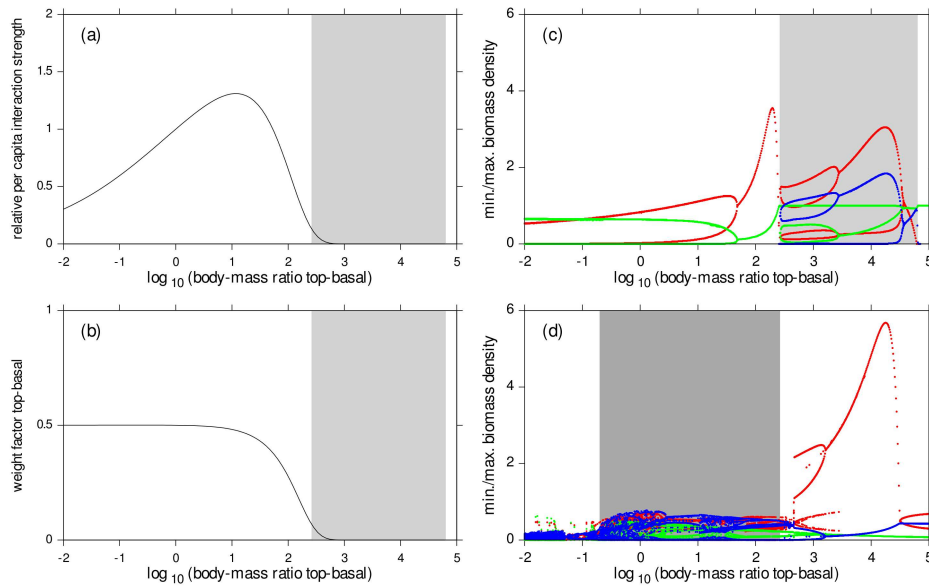 (a)
relative per capita interaction strength
2
1.5
1
0.5
0
-2 -1 0 1 2 3 4 5
log 10 (body-mass ratio top-basal)
(c)
min./max. biomass density
6
4
2
0
-2 -1 0 1 2 3 4 5
log 10 (body-mass ratio top-basal)
(b)
weight factor top-basal
1
0.5
0
-2 -1 0 1 2 3 4 5
log 10 (body-mass ratio top-basal)
(d)
min./max. biomass density
6
4
2
0
-2 -1 0 1 2 3 4 5
log 10 (body-mass ratio top-basal)